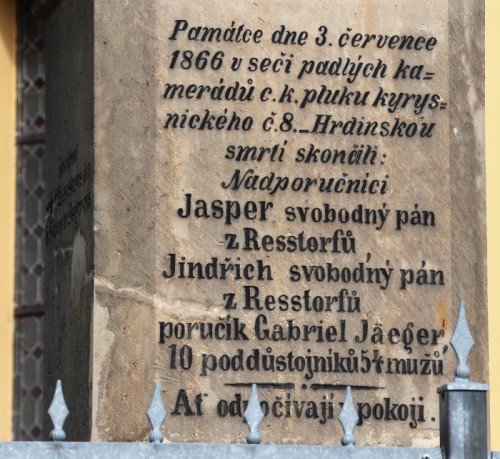 Památce dne 3. července
1866 v seči padlých ka=
merádů c.k. pluku kyrys=
nického č.8._ Hrdinskou
smrtí skončili:
Nadporučníci
Jasper svobodný pán
z Resstorfů,
Jindřich svobodný pán
z Resstorfů
poručík Gabriel Jäeger,
10 poddůstojníků 54 mužů
Ať odpočívají v pokoji.